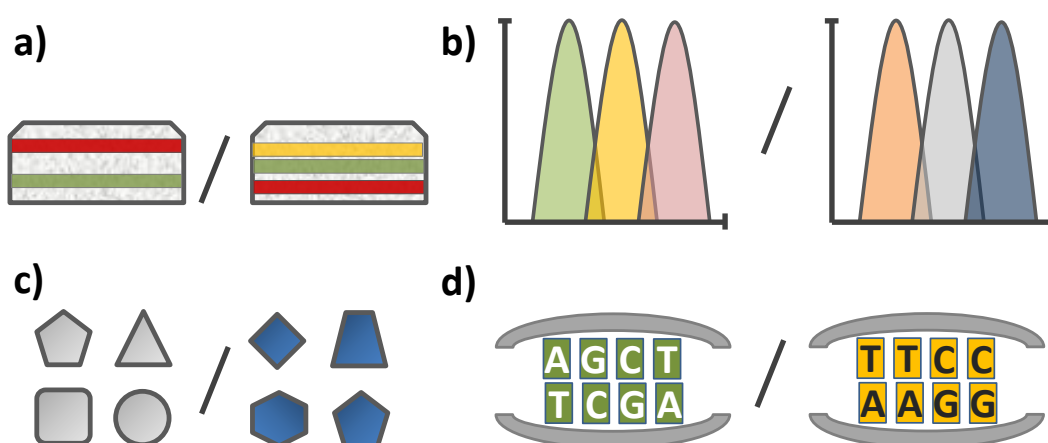 a)
b)
c)
d)
AGCT
TCGA
TTCC
AAGG